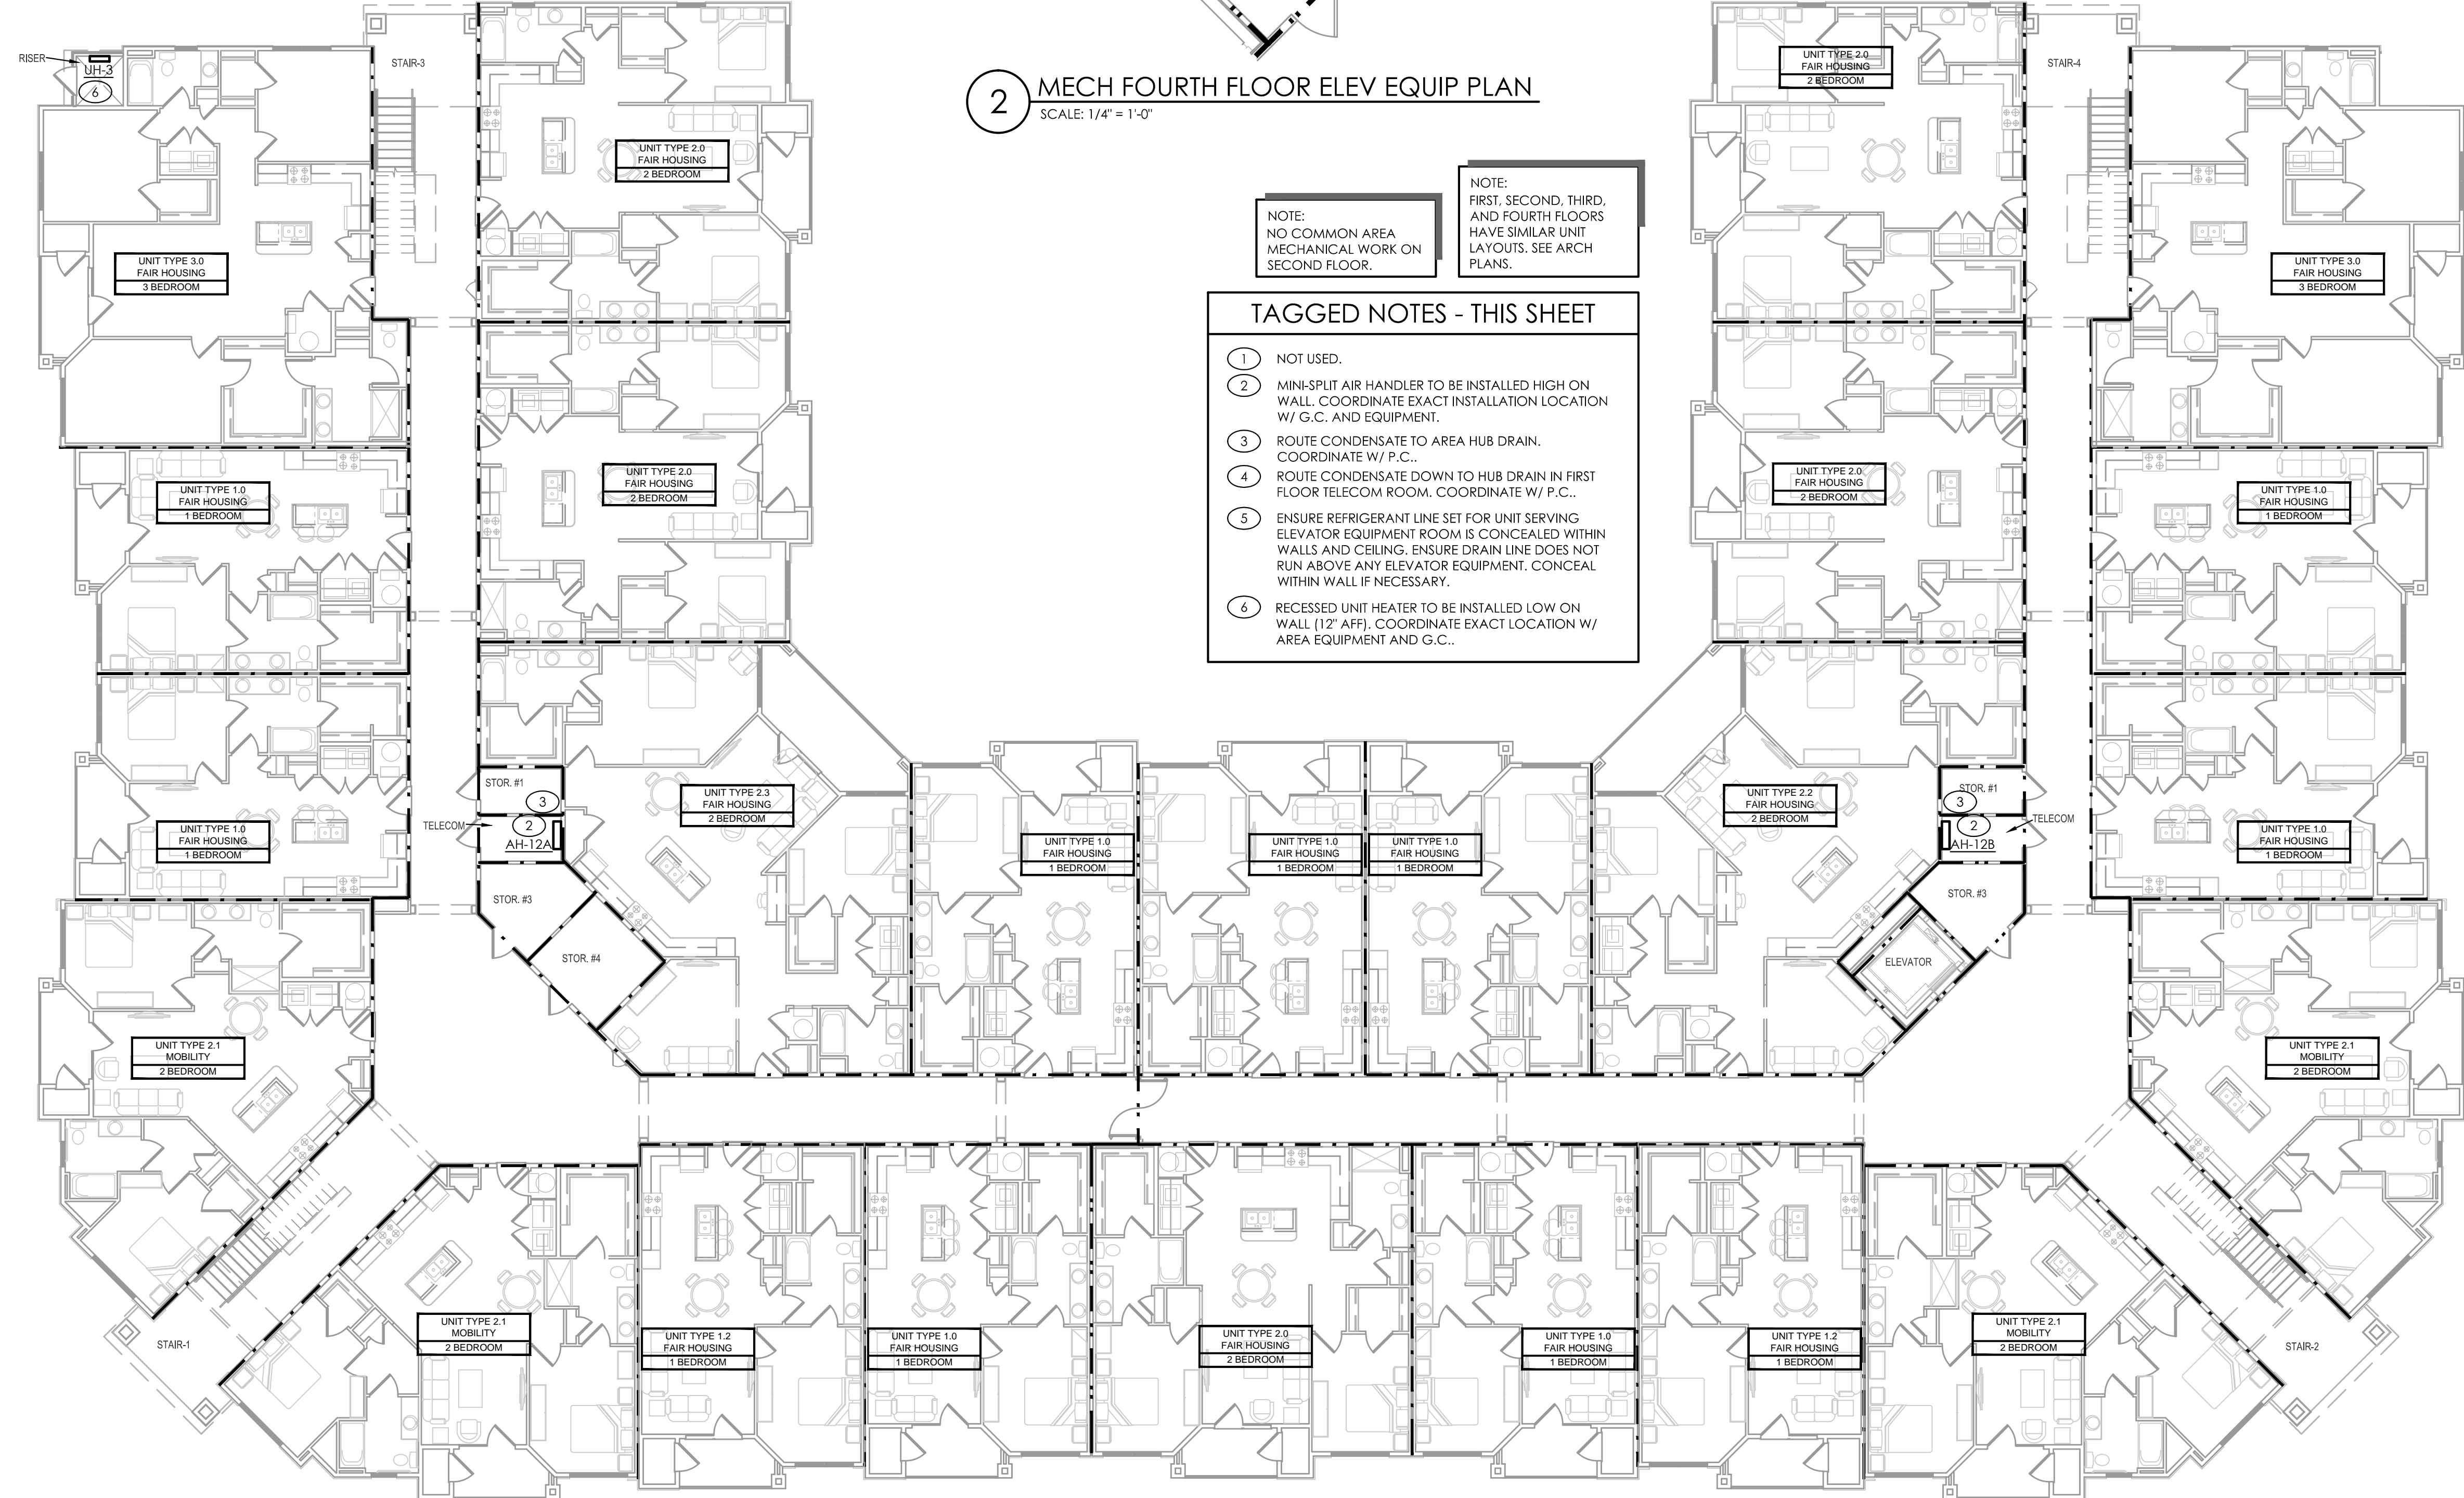 RISER
UH-3
6
STAIR-3
UNIT TYPE 2.0
FAIR HOUSING
2 BEDROOM
UNIT TYPE 3.0
FAIR HOUSING
3 BEDROOM
2
MECH FOURTH FLOOR ELEV EQUIP PLAN
SCALE: 1/4" = 1'-0"
UNIT TYPE 2.0
FAIR HOUSING
2 BEDROOM
STAIR-4
UNIT TYPE 3.0
FAIR HOUSING
3 BEDROOM
NOTE:
NO COMMON AREA
MECHANICAL WORK ON
SECOND FLOOR.
NOTE:
FIRST, SECOND, THIRD,
AND FOURTH FLOORS
HAVE SIMILAR UNIT
LAYOUTS. SEE ARCH
PLANS.
TAGGED NOTES - THIS SHEET
1 NOT USED.
2 MINI-SPLIT AIR HANDLER TO BE INSTALLED HIGH ON
WALL. COORDINATE EXACT INSTALLATION LOCATION
W/ G.C. AND EQUIPMENT.
3 ROUTE CONDENSATE TO AREA HUB DRAIN.
COORDINATE W/ P.C..
4 ROUTE CONDENSATE DOWN TO HUB DRAIN IN FIRST
FLOOR TELECOM ROOM. COORDINATE W/ P.C..
5 ENSURE REFRIGERANT LINE SET FOR UNIT SERVING
ELEVATOR EQUIPMENT ROOM IS CONCEALED WITHIN
WALLS AND CEILING. ENSURE DRAIN LINE DOES NOT
RUN ABOVE ANY ELEVATOR EQUIPMENT. CONCEAL
WITHIN WALL IF NECESSARY.
6 RECESSED UNIT HEATER TO BE INSTALLED LOW ON
WALL (12" AFF). COORDINATE EXACT LOCATION W/
AREA EQUIPMENT AND G.C..
UNIT TYPE 1.0
FAIR HOUSING
1 BEDROOM
UNIT TYPE 2.0
FAIR HOUSING
2 BEDROOM
UNIT TYPE 2.0
FAIR HOUSING
2 BEDROOM
UNIT TYPE 1.0
FAIR HOUSING
1 BEDROOM
UNIT TYPE 1.0
FAIR HOUSING
1 BEDROOM
STOR. #1
3
TELECOM
2
AH-12A
STOR. #3
STOR. #4
UNIT TYPE 2.3
FAIR HOUSING
2 BEDROOM
UNIT TYPE 1.0
FAIR HOUSING
1 BEDROOM
UNIT TYPE 1.0
FAIR HOUSING
1 BEDROOM
UNIT TYPE 1.0
FAIR HOUSING
1 BEDROOM
UNIT TYPE 2.2
FAIR HOUSING
2 BEDROOM
STOR. #1
3
2
TELECOM
AH-12B
STOR. #3
ELEVATOR
UNIT TYPE 1.0
FAIR HOUSING
1 BEDROOM
UNIT TYPE 2.1
MOBILITY
2 BEDROOM
UNIT TYPE 2.1
MOBILITY
2 BEDROOM
STAIR-1
UNIT TYPE 2.1
MOBILITY
2 BEDROOM
UNIT TYPE 1.2
FAIR HOUSING
1 BEDROOM
UNIT TYPE 1.0
FAIR HOUSING
1 BEDROOM
UNIT TYPE 2.0
FAIR HOUSING
2 BEDROOM
UNIT TYPE 1.0
FAIR HOUSING
1 BEDROOM
UNIT TYPE 1.2
FAIR HOUSING
1 BEDROOM
UNIT TYPE 2.1
MOBILITY
2 BEDROOM
STAIR-2